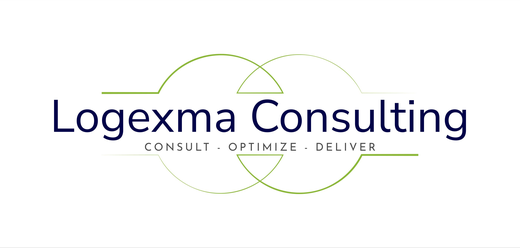 Logexma Consulting
CONSULT - OPTIMIZE - DELIVER